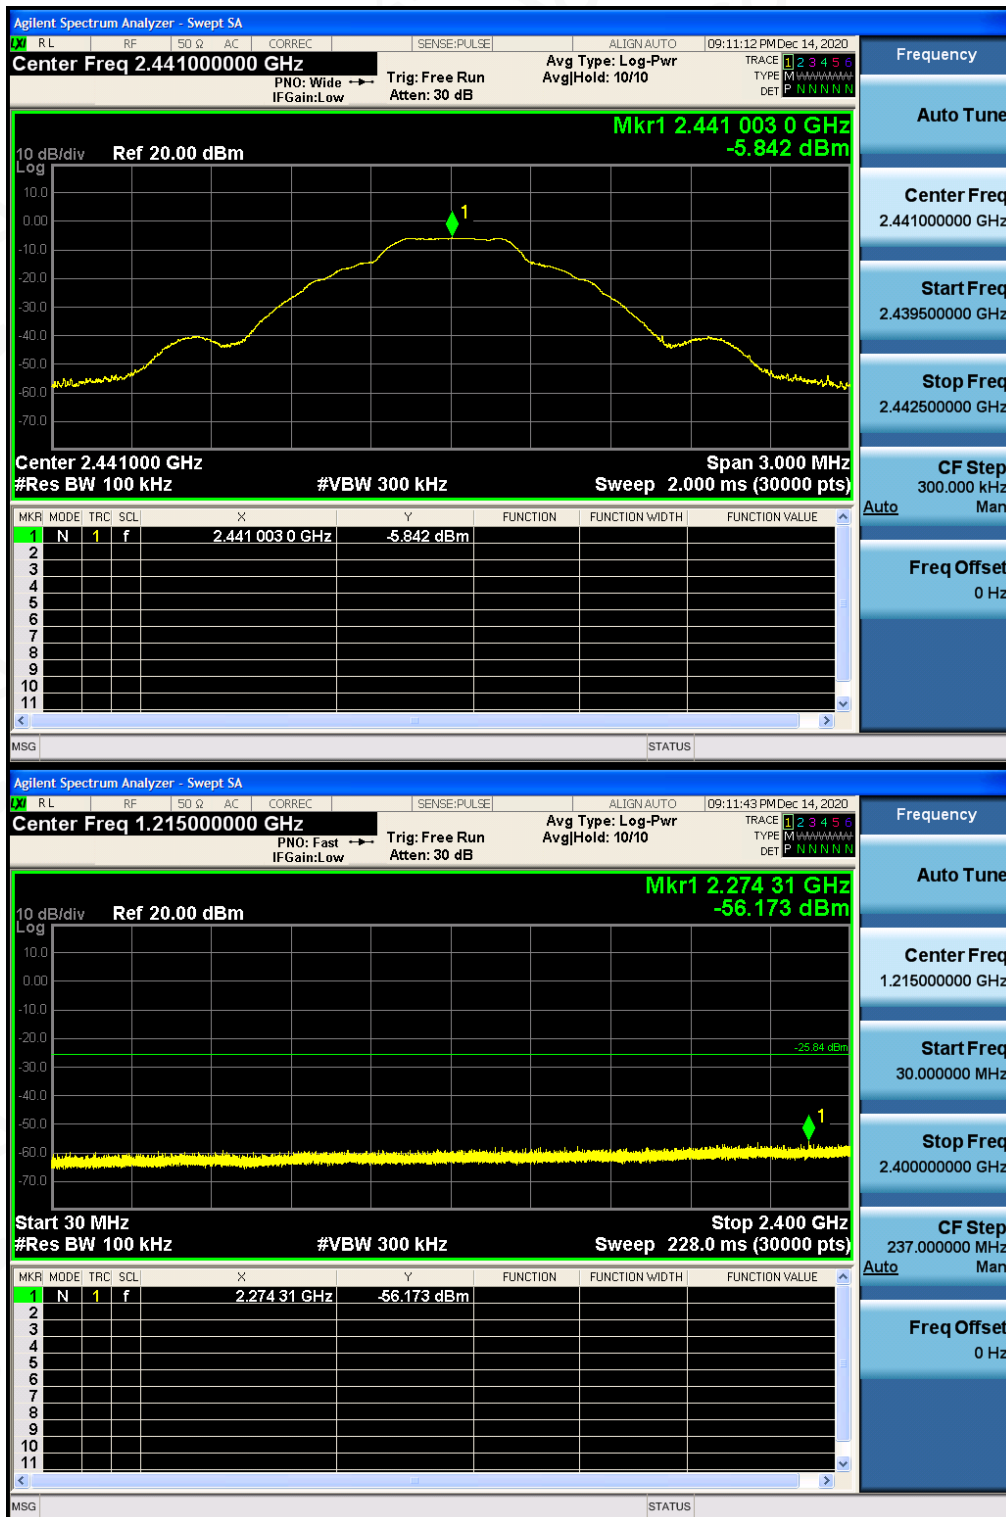 Agilent Spectrum Analyzer - Swept SA
LXI RL RF 50 Ω AC CORREC SENSE:PULSE ALIGN AUTO 09:11:12 PM Dec 14, 2020
Center Freq 2.441000000 GHz
PNO: Wide
IFGain:Low
Trig: Free Run
Atten: 30 dB
Avg Type: Log-Pwr
Avg|Hold: 10/10
TRACE 1 2 3 4 5 6
TYPE M
DET P N N N N N
Mkr1 2.441 003 0 GHz
-5.842 dBm
10 dB/div Ref 20.00 dBm
Log
10.0
0.00
-10.0
-20.0
-30.0
-40.0
-50.0
-60.0
-70.0
1
Center 2.441000 GHz Span 3.000 MHz
#Res BW 100 kHz #VBW 300 kHz Sweep 2.000 ms (30000 pts)
MKR MODE TRC SCL X Y FUNCTION FUNCTION WIDTH FUNCTION VALUE
1 N 1 f 2.441 003 0 GHz -5.842 dBm
2
3
4
5
6
7
8
9
10
11
MSG STATUS
Frequency
Auto Tune
Center Freq
2.441000000 GHz
Start Freq
2.439500000 GHz
Stop Freq
2.442500000 GHz
CF Step
300.000 kHz
Auto Man
Freq Offset
0 Hz
Agilent Spectrum Analyzer - Swept SA
LXI RL RF 50 Ω AC CORREC SENSE:PULSE ALIGN AUTO 09:11:43 PM Dec 14, 2020
Center Freq 1.215000000 GHz
PNO: Fast
IFGain:Low
Trig: Free Run
Atten: 30 dB
Avg Type: Log-Pwr
Avg|Hold: 10/10
TRACE 1 2 3 4 5 6
TYPE M
DET P N N N N N
Mkr1 2.274 31 GHz
-56.173 dBm
10 dB/div Ref 20.00 dBm
Log
10.0
0.00
-10.0
-20.0
-30.0
-40.0
-50.0
-60.0
-70.0
-25.84 dBm
1
Start 30 MHz Stop 2.400 GHz
#Res BW 100 kHz #VBW 300 kHz Sweep 228.0 ms (30000 pts)
MKR MODE TRC SCL X Y FUNCTION FUNCTION WIDTH FUNCTION VALUE
1 N 1 f 2.274 31 GHz -56.173 dBm
2
3
4
5
6
7
8
9
10
11
MSG STATUS
Frequency
Auto Tune
Center Freq
1.215000000 GHz
Start Freq
30.000000 MHz
Stop Freq
2.400000000 GHz
CF Step
237.000000 MHz
Auto Man
Freq Offset
0 Hz